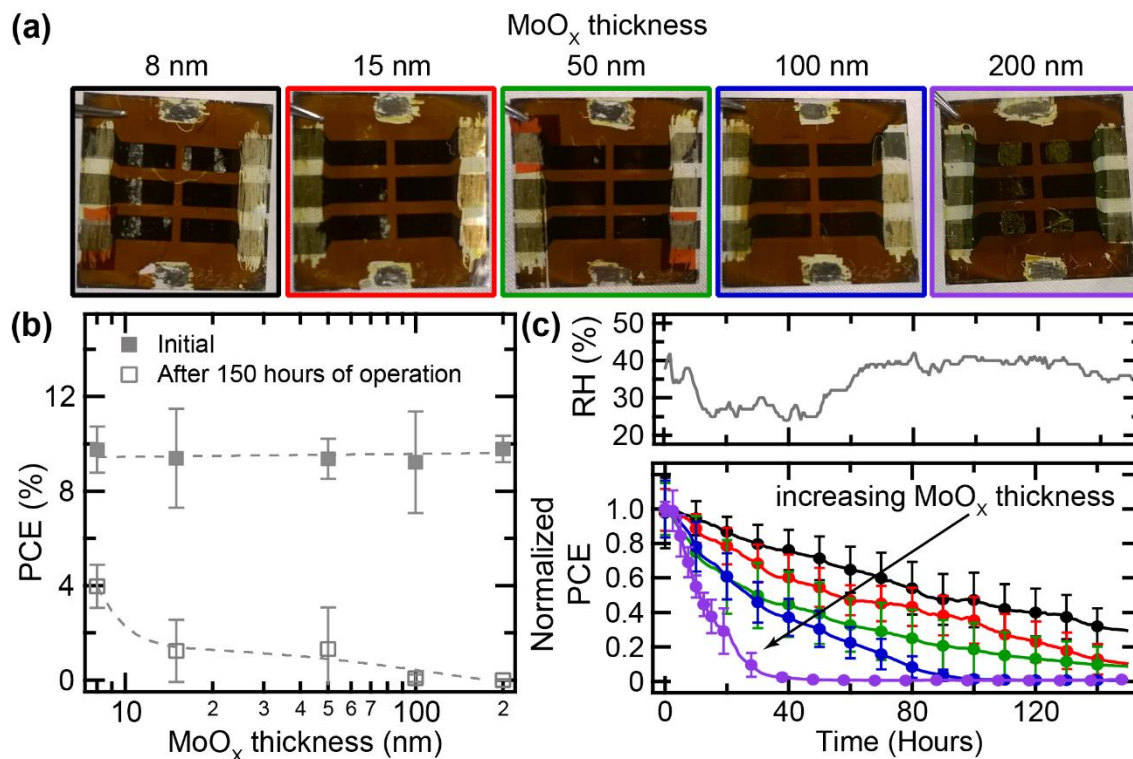 (a)
MoOx thickness
8 nm 15 nm 50 nm 100 nm 200 nm
(b)
Initial
After 150 hours of operation
PCE (%)
12
8
4
0
10 2 3 4 5 6 7 100 2
MoOx thickness (nm)
(c)
RH (%)
50
40
30
20
increasing MoOx thickness
Normalized
PCE
1.0
0.8
0.6
0.4
0.2
0
0 40 80 120
Time (Hours)